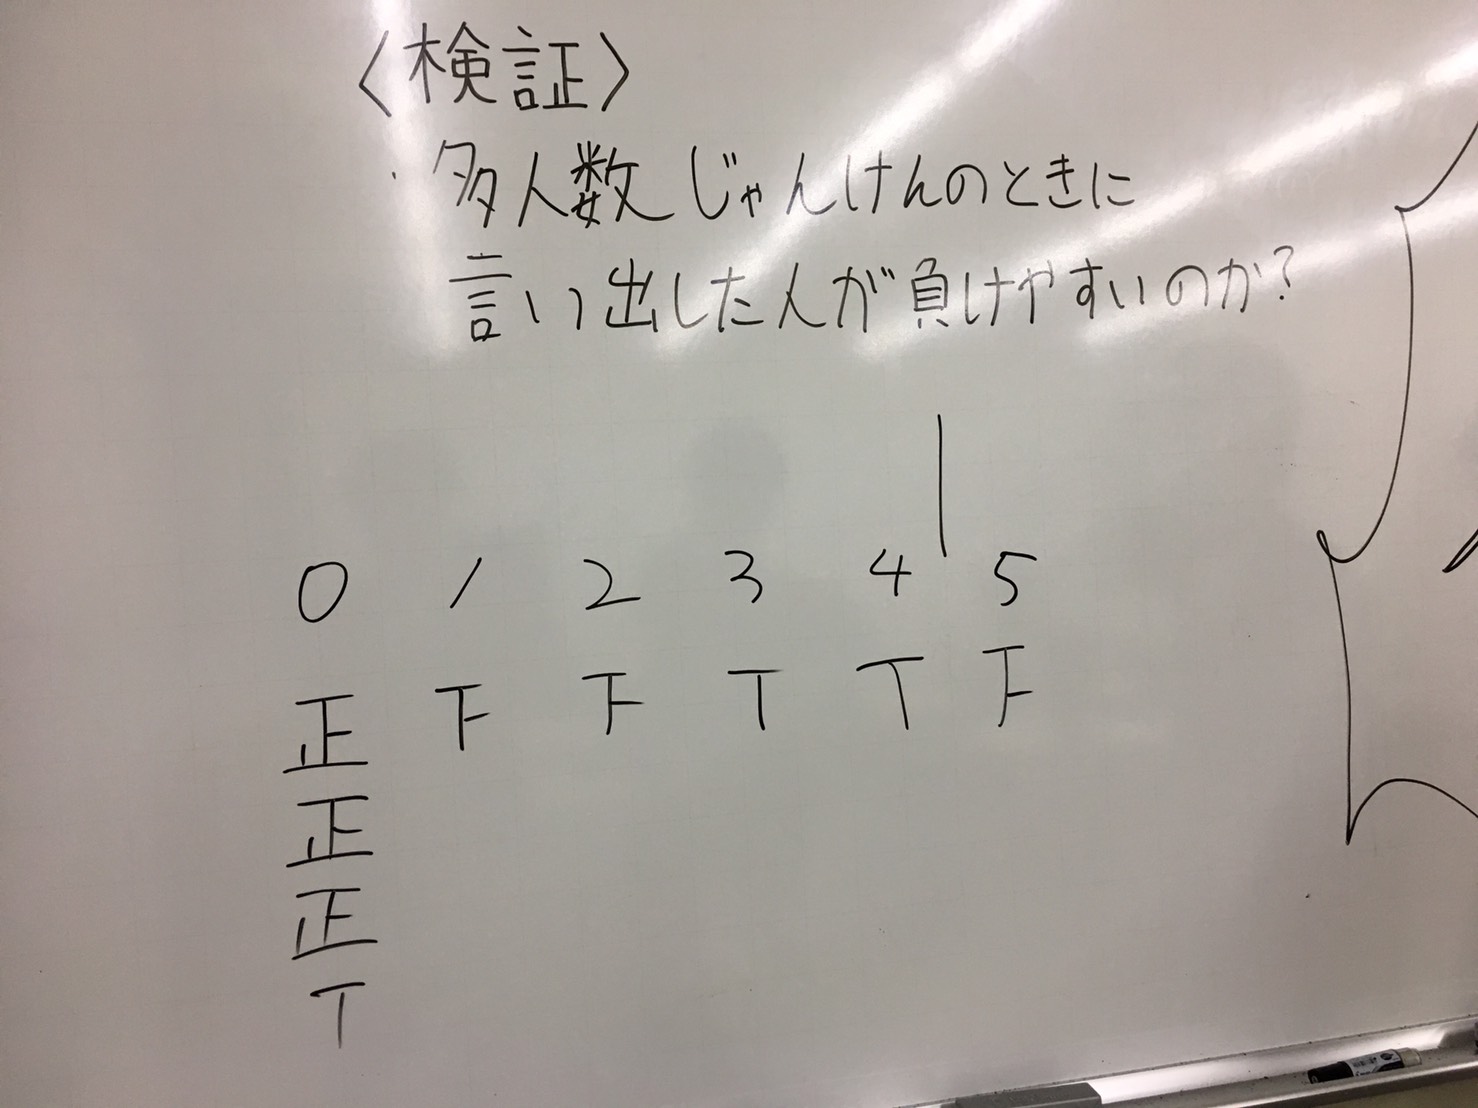 〈検証〉
・多人数じゃんけんのときに
言い出した人が負けやすいのか?
0 1 2 3 4 5
正 下 下 T T 下
正
正
T